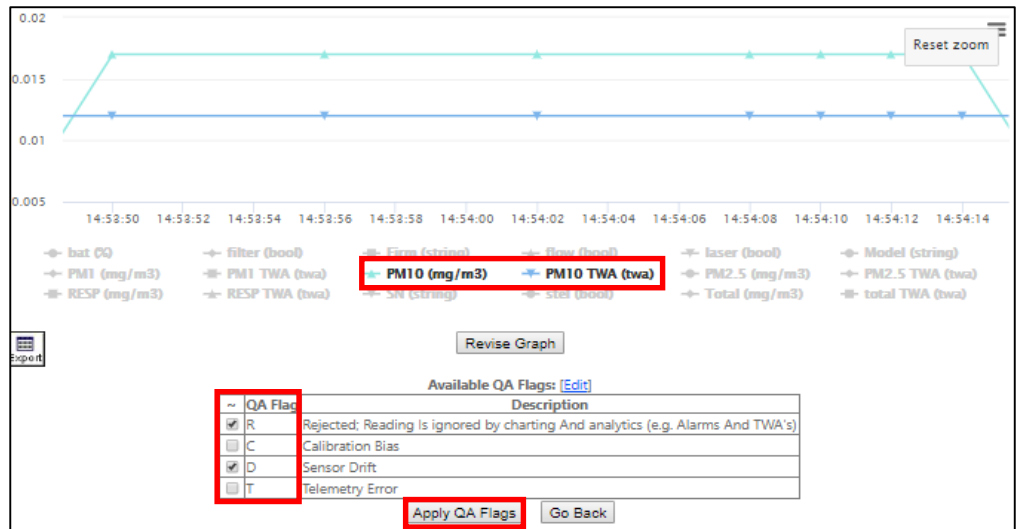 0.02
Reset zoom
0.015
0.01
0.005
14:53:50 14:53:52 14:53:54 14:53:56 14:53:58 14:54:00 14:54:02 14:54:04 14:54:06 14:54:08 14:54:10 14:54:12 14:54:14
bat (%) filter (bool) Firm (string) flow (bool) laser (bool) Model (string)
PM1 (mg/m3) PM1 TWA (twa) PM10 (mg/m3) PM10 TWA (twa) PM2.5 (mg/m3) PM2.5 TWA (twa)
RESP (mg/m3) RESP TWA (twa) SN (string) stel (bool) Total (mg/m3) total TWA (twa)
Revise Graph
Export
Available QA Flags: [Edit]
~ QA Flag Description
R Rejected; Reading Is ignored by charting And analytics (e.g. Alarms And TWA's)
C Calibration Bias
D Sensor Drift
T Telemetry Error
Apply QA Flags Go Back